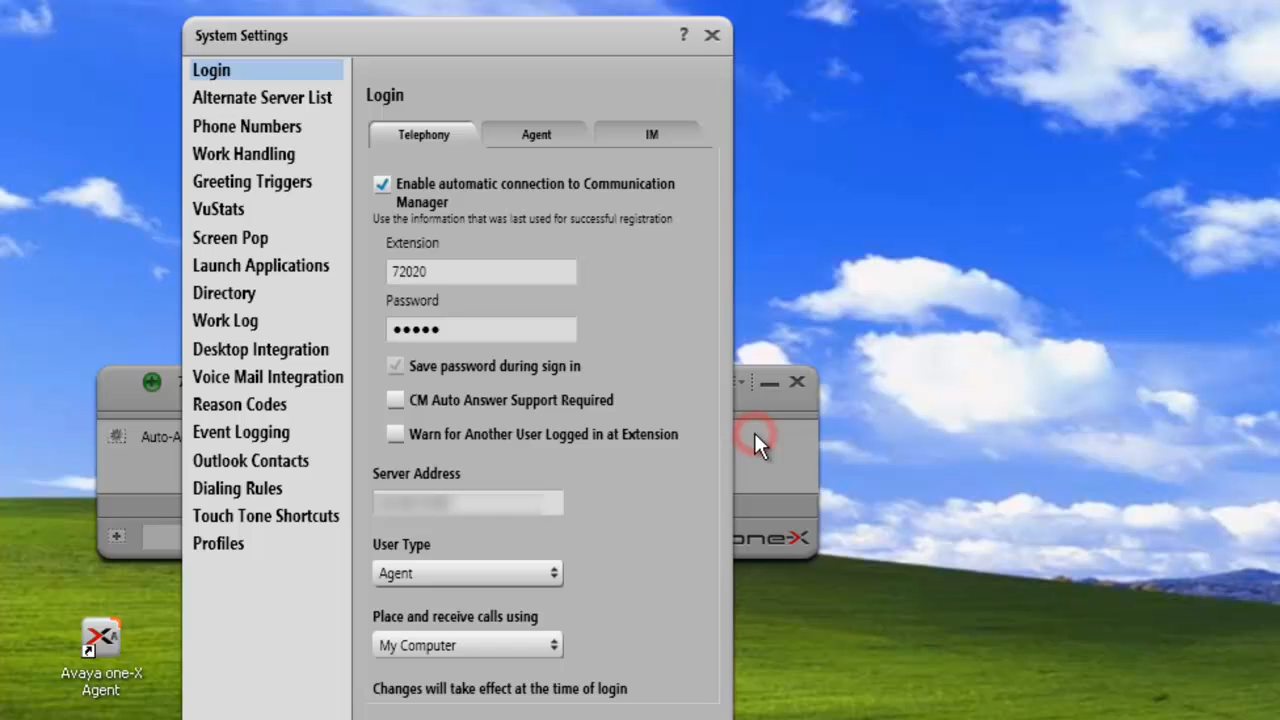 System Settings
?
Login
Alternate Server List
Phone Numbers
Work Handling
Greeting Triggers
VuStats
Screen Pop
Launch Applications
Directory
Work Log
Desktop Integration
Voice Mail Integration
Reason Codes
Event Logging
Outlook Contacts
Dialing Rules
Touch Tone Shortcuts
Profiles
Login
Telephony
Agent
IM
Enable automatic connection to Communication
Manager
Use the information that was last used for successful registration
Extension
72020
Password
●●●●●
Save password during sign in
CM Auto Answer Support Required
Warn for Another User Logged in at Extension
Server Address
User Type
Agent
Place and receive calls using
My Computer
Changes will take effect at the time of login
Auto-A
one-X
Avaya one-X
Agent